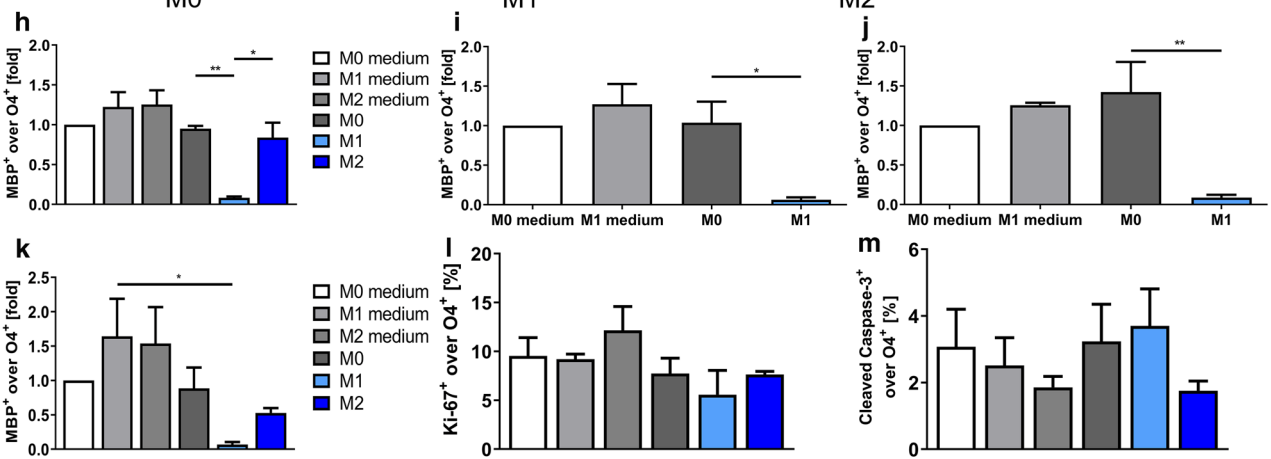 M0 M1 M2
h
MBP+ over O4+ [fold]
2.0
1.5
1.0
0.5
0.0
**
*
M0 medium
M1 medium
M2 medium
M0
M1
M2
i
MBP+ over O4+ [fold]
2.0
1.5
1.0
0.5
0.0
*
M0 medium M1 medium M0 M1
j
MBP+ over O4+ [fold]
2.0
1.5
1.0
0.5
0.0
**
M0 medium M1 medium M0 M1
k
MBP+ over O4+ [fold]
2.5
2.0
1.5
1.0
0.5
0.0
*
M0 medium
M1 medium
M2 medium
M0
M1
M2
l
Ki-67+ over O4+ [%]
20
15
10
5
0
m
Cleaved Caspase-3+
over O4+ [%]
6
4
2
0